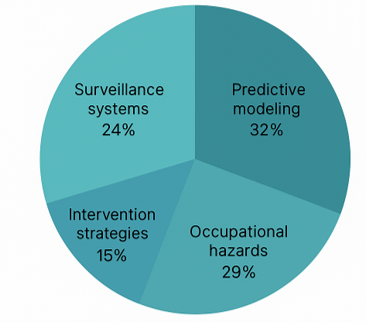 Surveillance
systems
24%
Predictive
modeling
32%
Intervention
strategies
15%
Occupational
hazards
29%